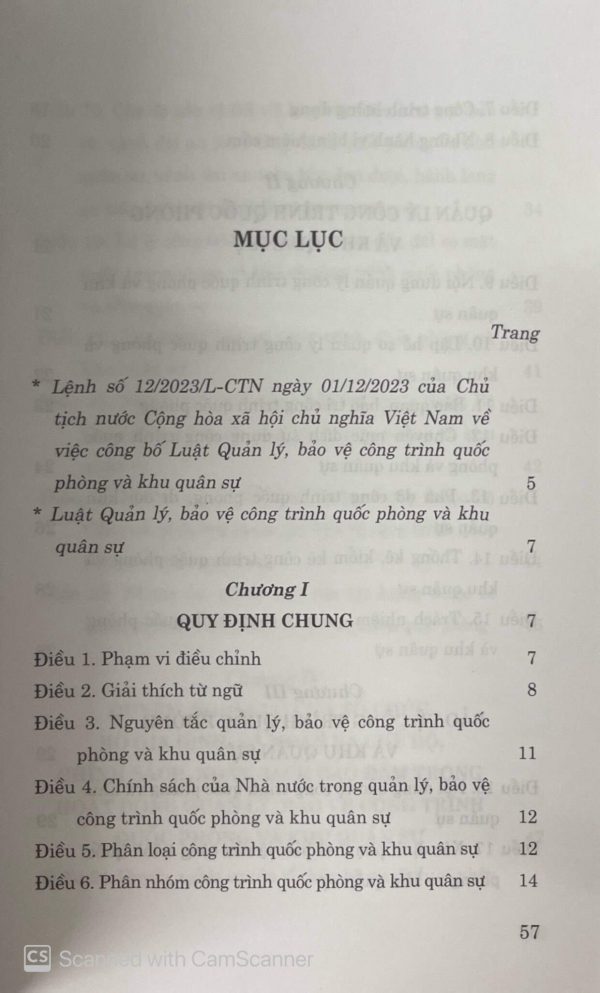 MỤC LỤC
Trang
* Lệnh số 12/2023/L-CTN ngày 01/12/2023 của Chủ
tịch nước Cộng hòa xã hội chủ nghĩa Việt Nam về
việc công bố Luật Quản lý, bảo vệ công trình quốc
phòng và khu quân sự 5
* Luật Quản lý, bảo vệ công trình quốc phòng và khu
quân sự 7
Chương I
QUY ĐỊNH CHUNG 7
Điều 1. Phạm vi điều chỉnh 7
Điều 2. Giải thích từ ngữ 8
Điều 3. Nguyên tắc quản lý, bảo vệ công trình quốc
phòng và khu quân sự 11
Điều 4. Chính sách của Nhà nước trong quản lý, bảo vệ
công trình quốc phòng và khu quân sự 12
Điều 5. Phân loại công trình quốc phòng và khu quân sự 12
Điều 6. Phân nhóm công trình quốc phòng và khu quân sự 14
57
CS Scanned with CamScanner